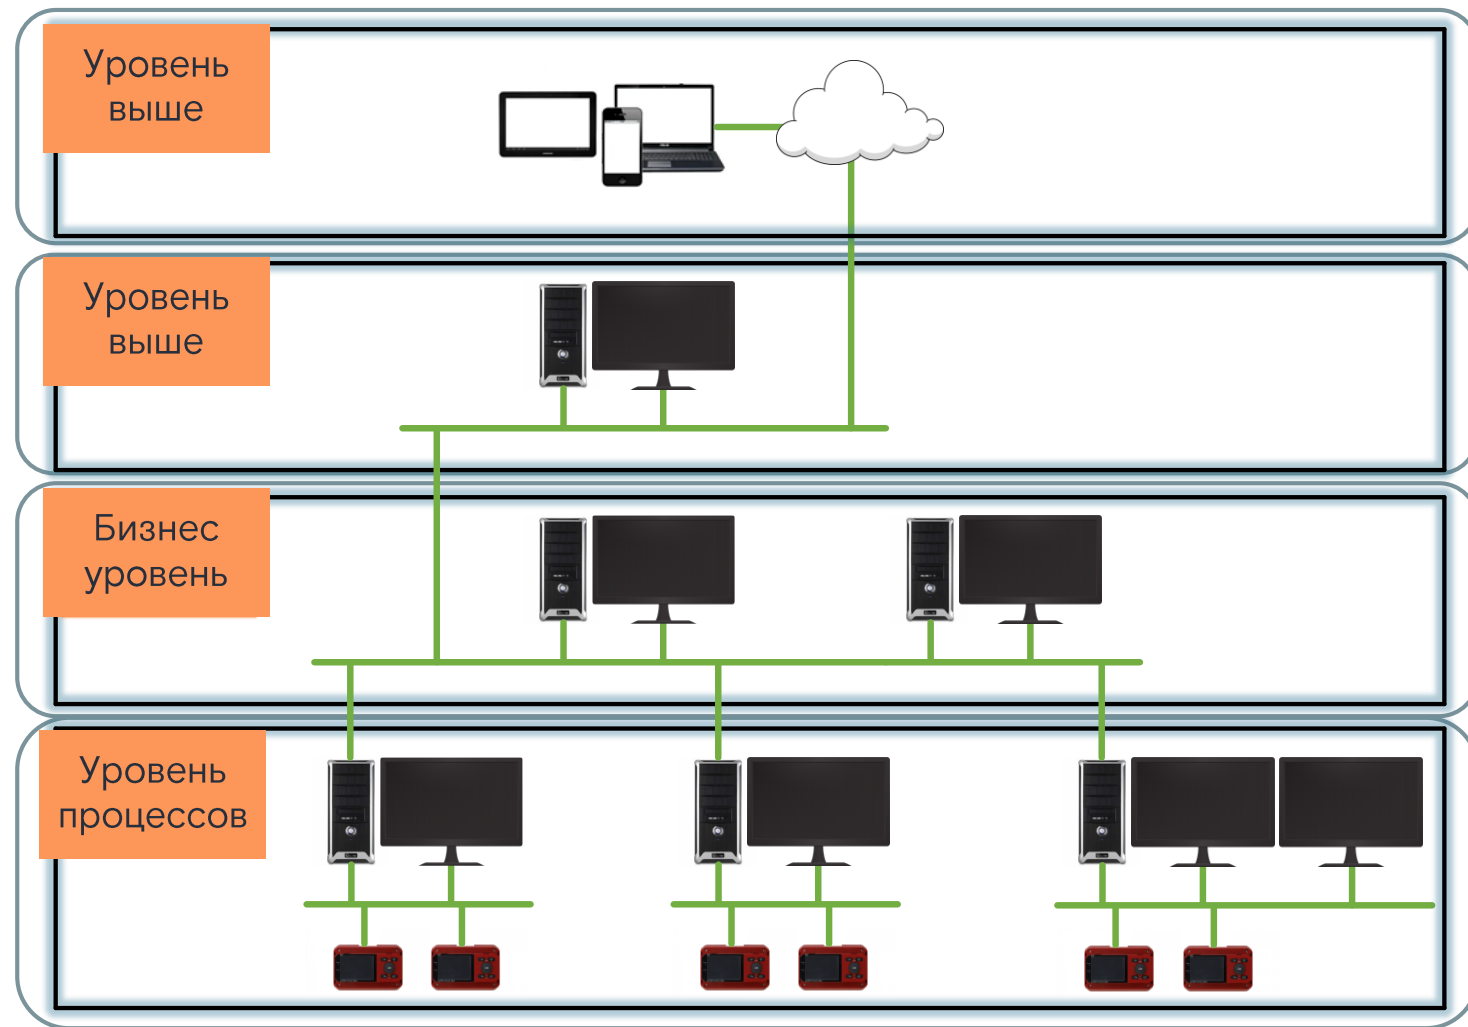 Уровень
выше
Уровень
выше
Бизнес
уровень
Уровень
процессов